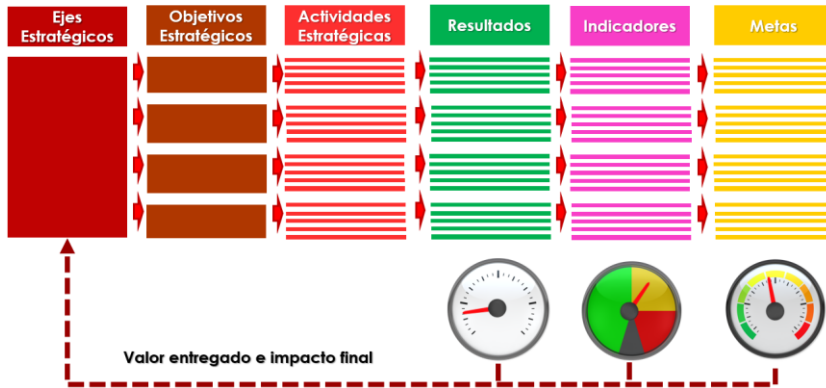 Ejes
Estratégicos
Objetivos
Estratégicos
Actividades
Estratégicas
Resultados
Indicadores
Metas
Valor entregado e impacto final